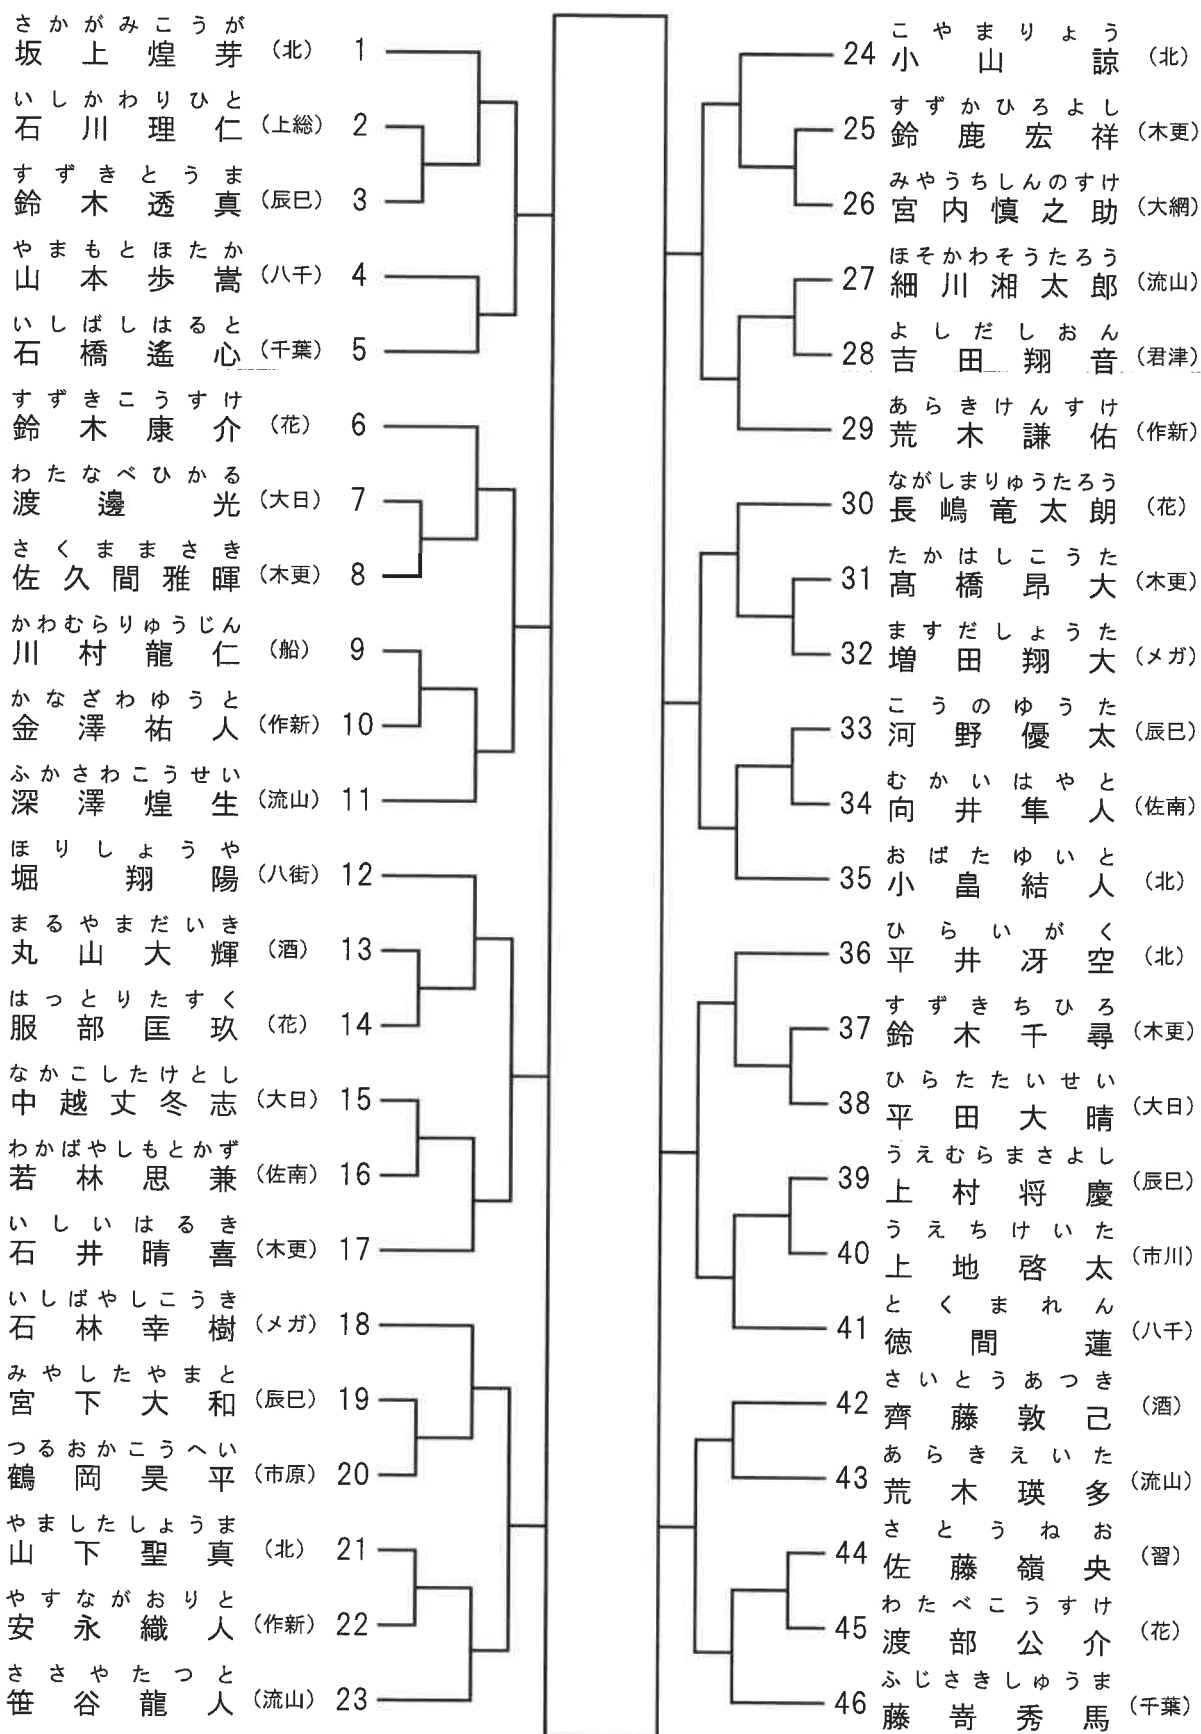 さかがみこうが
坂上煌芽 (北) 1
いしかわりひと
石川理仁 (上総) 2
すずきとうま
鈴木透真 (辰巳) 3
やまもとほたか
山本歩嵩 (八千) 4
いしばしはると
石橋遙心 (千葉) 5
すずきこうすけ
鈴木康介 (花) 6
わたなべひかる
渡邊光 (大日) 7
さくままさき
佐久間雅暉 (木更) 8
かわむらりゅうじん
川村龍仁 (船) 9
かなざわゆうと
金澤祐人 (作新) 10
ふかさわこうせい
深澤煌生 (流山) 11
ほりしょうや
堀翔陽 (八街) 12
まるやまだいき
丸山大輝 (酒) 13
はっとりたすく
服部匡玖 (花) 14
なかこしたけとし
中越丈冬志 (大日) 15
わかばやしもとかず
若林思兼 (佐南) 16
いしいはるき
石井晴喜 (木更) 17
いしばやしこうき
石林幸樹 (メガ) 18
みやしたやまと
宮下大和 (辰巳) 19
つるおかこうへい
鶴岡昊平 (市原) 20
やましたしょうま
山下聖真 (北) 21
やすながおりと
安永織人 (作新) 22
ささやたつと
笹谷龍人 (流山) 23
こやまりょう
24 小山諒 (北)
すずかひろよし
25 鈴鹿宏祥 (木更)
みやうちしんのすけ
26 宮内慎之助 (大網)
ほそかわそうたろう
27 細川湘太郎 (流山)
よしだしおん
28 吉田翔音 (君津)
あらきけんすけ
29 荒木謙佑 (作新)
ながしまりゅうたろう
30 長嶋竜太朗 (花)
たかはしこうた
31 髙橋昂大 (木更)
ますだしょうた
32 増田翔大 (メガ)
こうのゆうた
33 河野優太 (辰巳)
むかいはやと
34 向井隼人 (佐南)
おばたゆいと
35 小畠結人 (北)
ひらいがく
36 平井冴空 (北)
すずきちひろ
37 鈴木千尋 (木更)
ひらたたいせい
38 平田大晴 (大日)
うえむらまさよし
39 上村将慶 (辰巳)
うえちけいた
40 上地啓太 (市川)
とくまれん
41 徳間蓮 (八千)
さいとうあつき
42 齊藤敦己 (酒)
あらきえいた
43 荒木瑛多 (流山)
さとうねお
44 佐藤嶺央 (習)
わたべこうすけ
45 渡部公介 (花)
ふじさきしゅうま
46 藤嵜秀馬 (千葉)